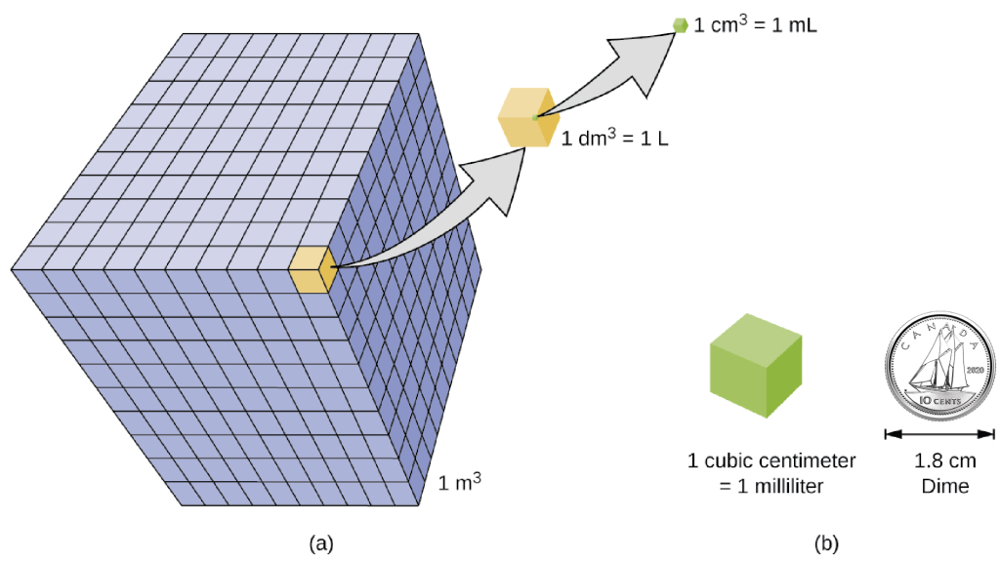 1 cm³ = 1 mL
1 dm³ = 1 L
1 m³
CANADA
2020
10 CENTS
1 cubic centimeter
= 1 milliliter
1.8 cm
Dime
(a)
(b)